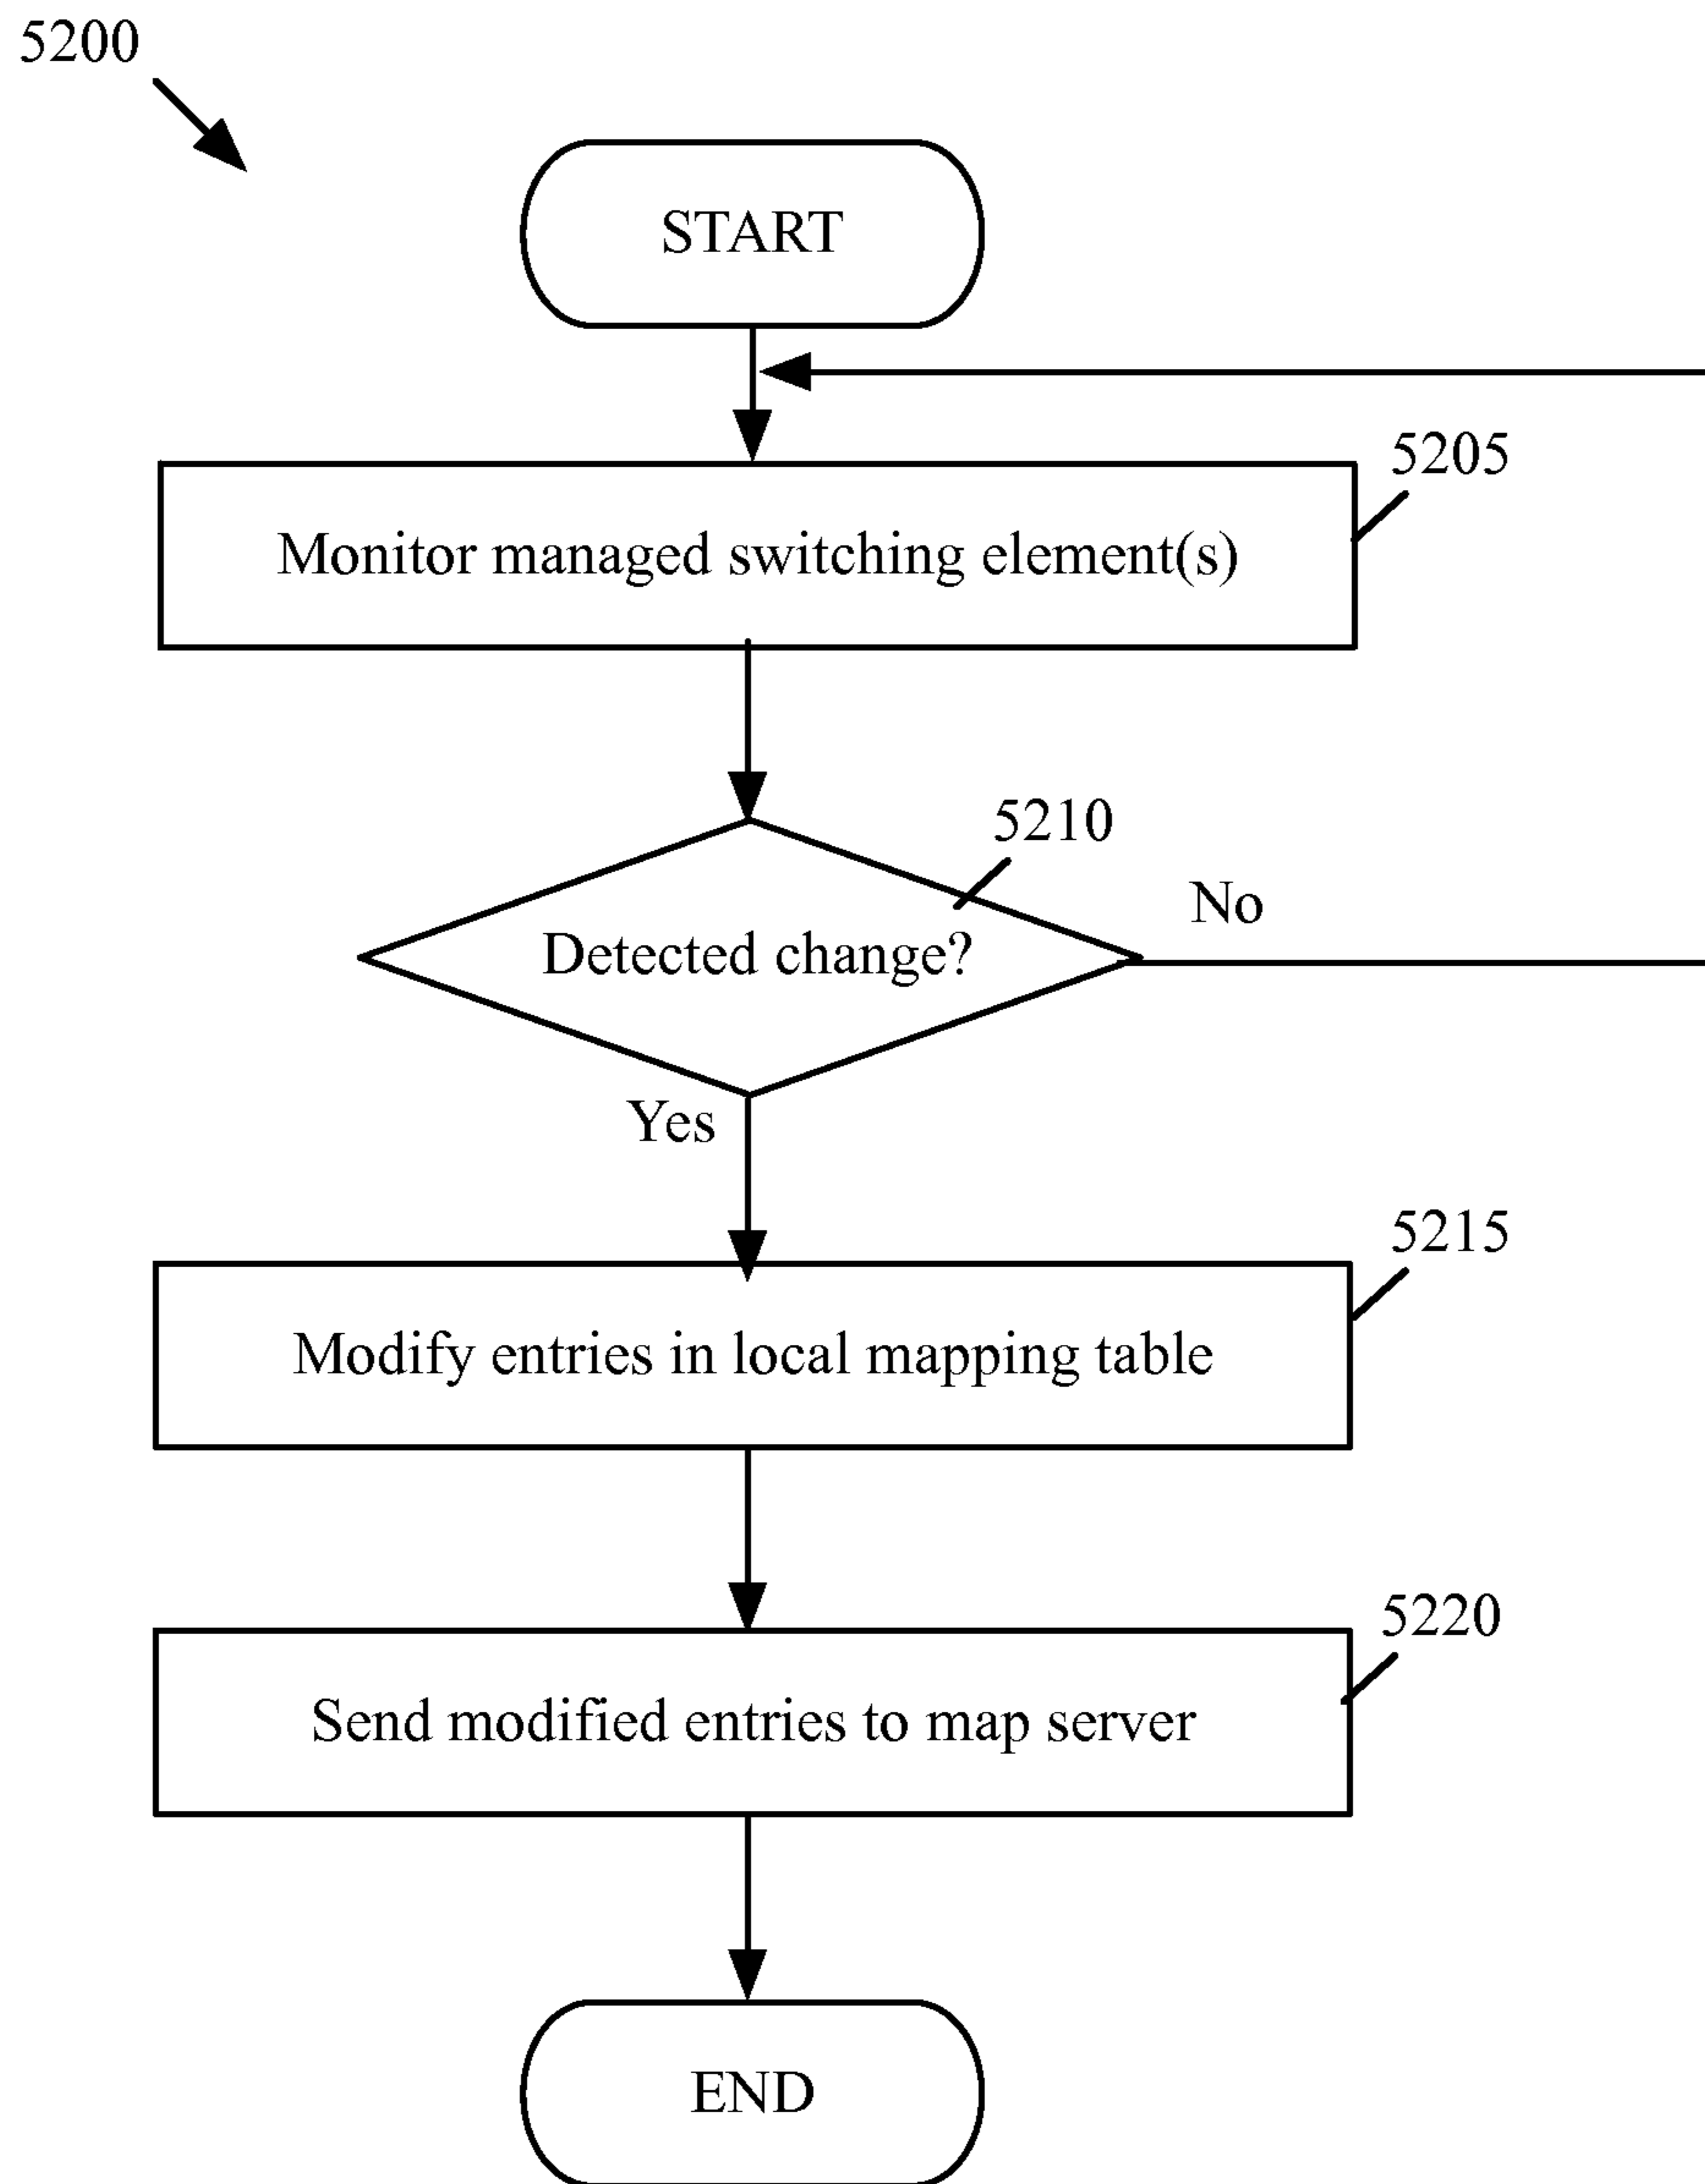 5200
START
5205
Monitor managed switching element(s)
5210
No
Detected change?
Yes
5215
Modify entries in local mapping table
5220
Send modified entries to map server
END